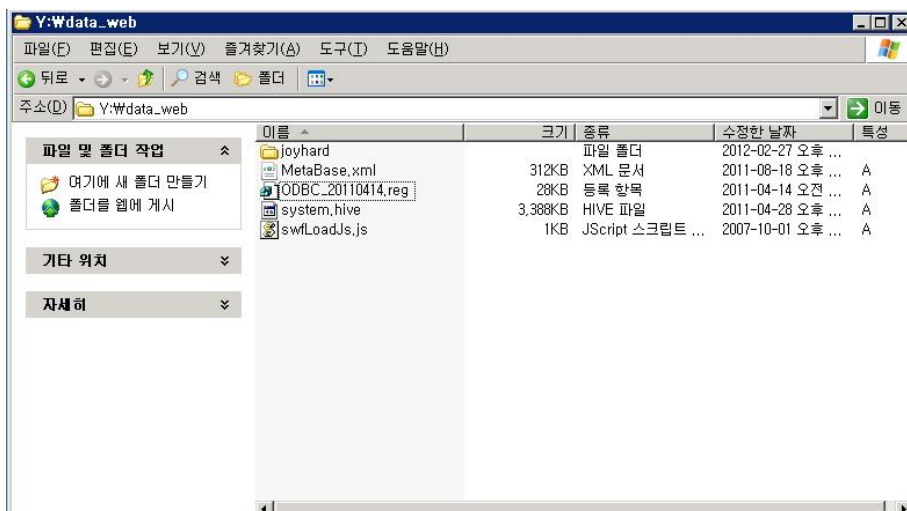 Y:₩data_web
파일(F) 편집(E) 보기(V) 즐겨찾기(A) 도구(T) 도움말(H)
뒤로 검색 폴더
주소(D) Y:₩data_web 이동
파일 및 폴더 작업
여기에 새 폴더 만들기
폴더를 웹에 게시
기타 위치
자세히
이름 크기 종류 수정한 날짜 특성
joyhard 파일 폴더 2012-02-27 오후 ...
MetaBase.xml 312KB XML 문서 2011-08-18 오후 ... A
ODBC_20110414.reg 28KB 등록 항목 2011-04-14 오전 ... A
system.hive 3,388KB HIVE 파일 2011-04-28 오후 ... A
swfLoadJs.js 1KB JScript 스크립트 ... 2007-10-01 오후 ... A